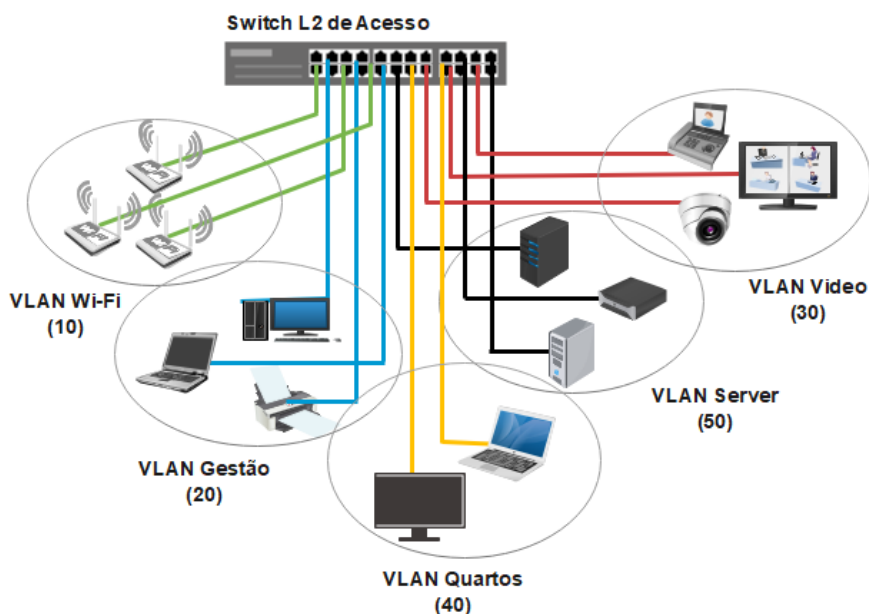 Switch L2 de Acesso
VLAN Wi-Fi
(10)
VLAN Video
(30)
VLAN Server
(50)
VLAN Gestão
(20)
VLAN Quartos
(40)